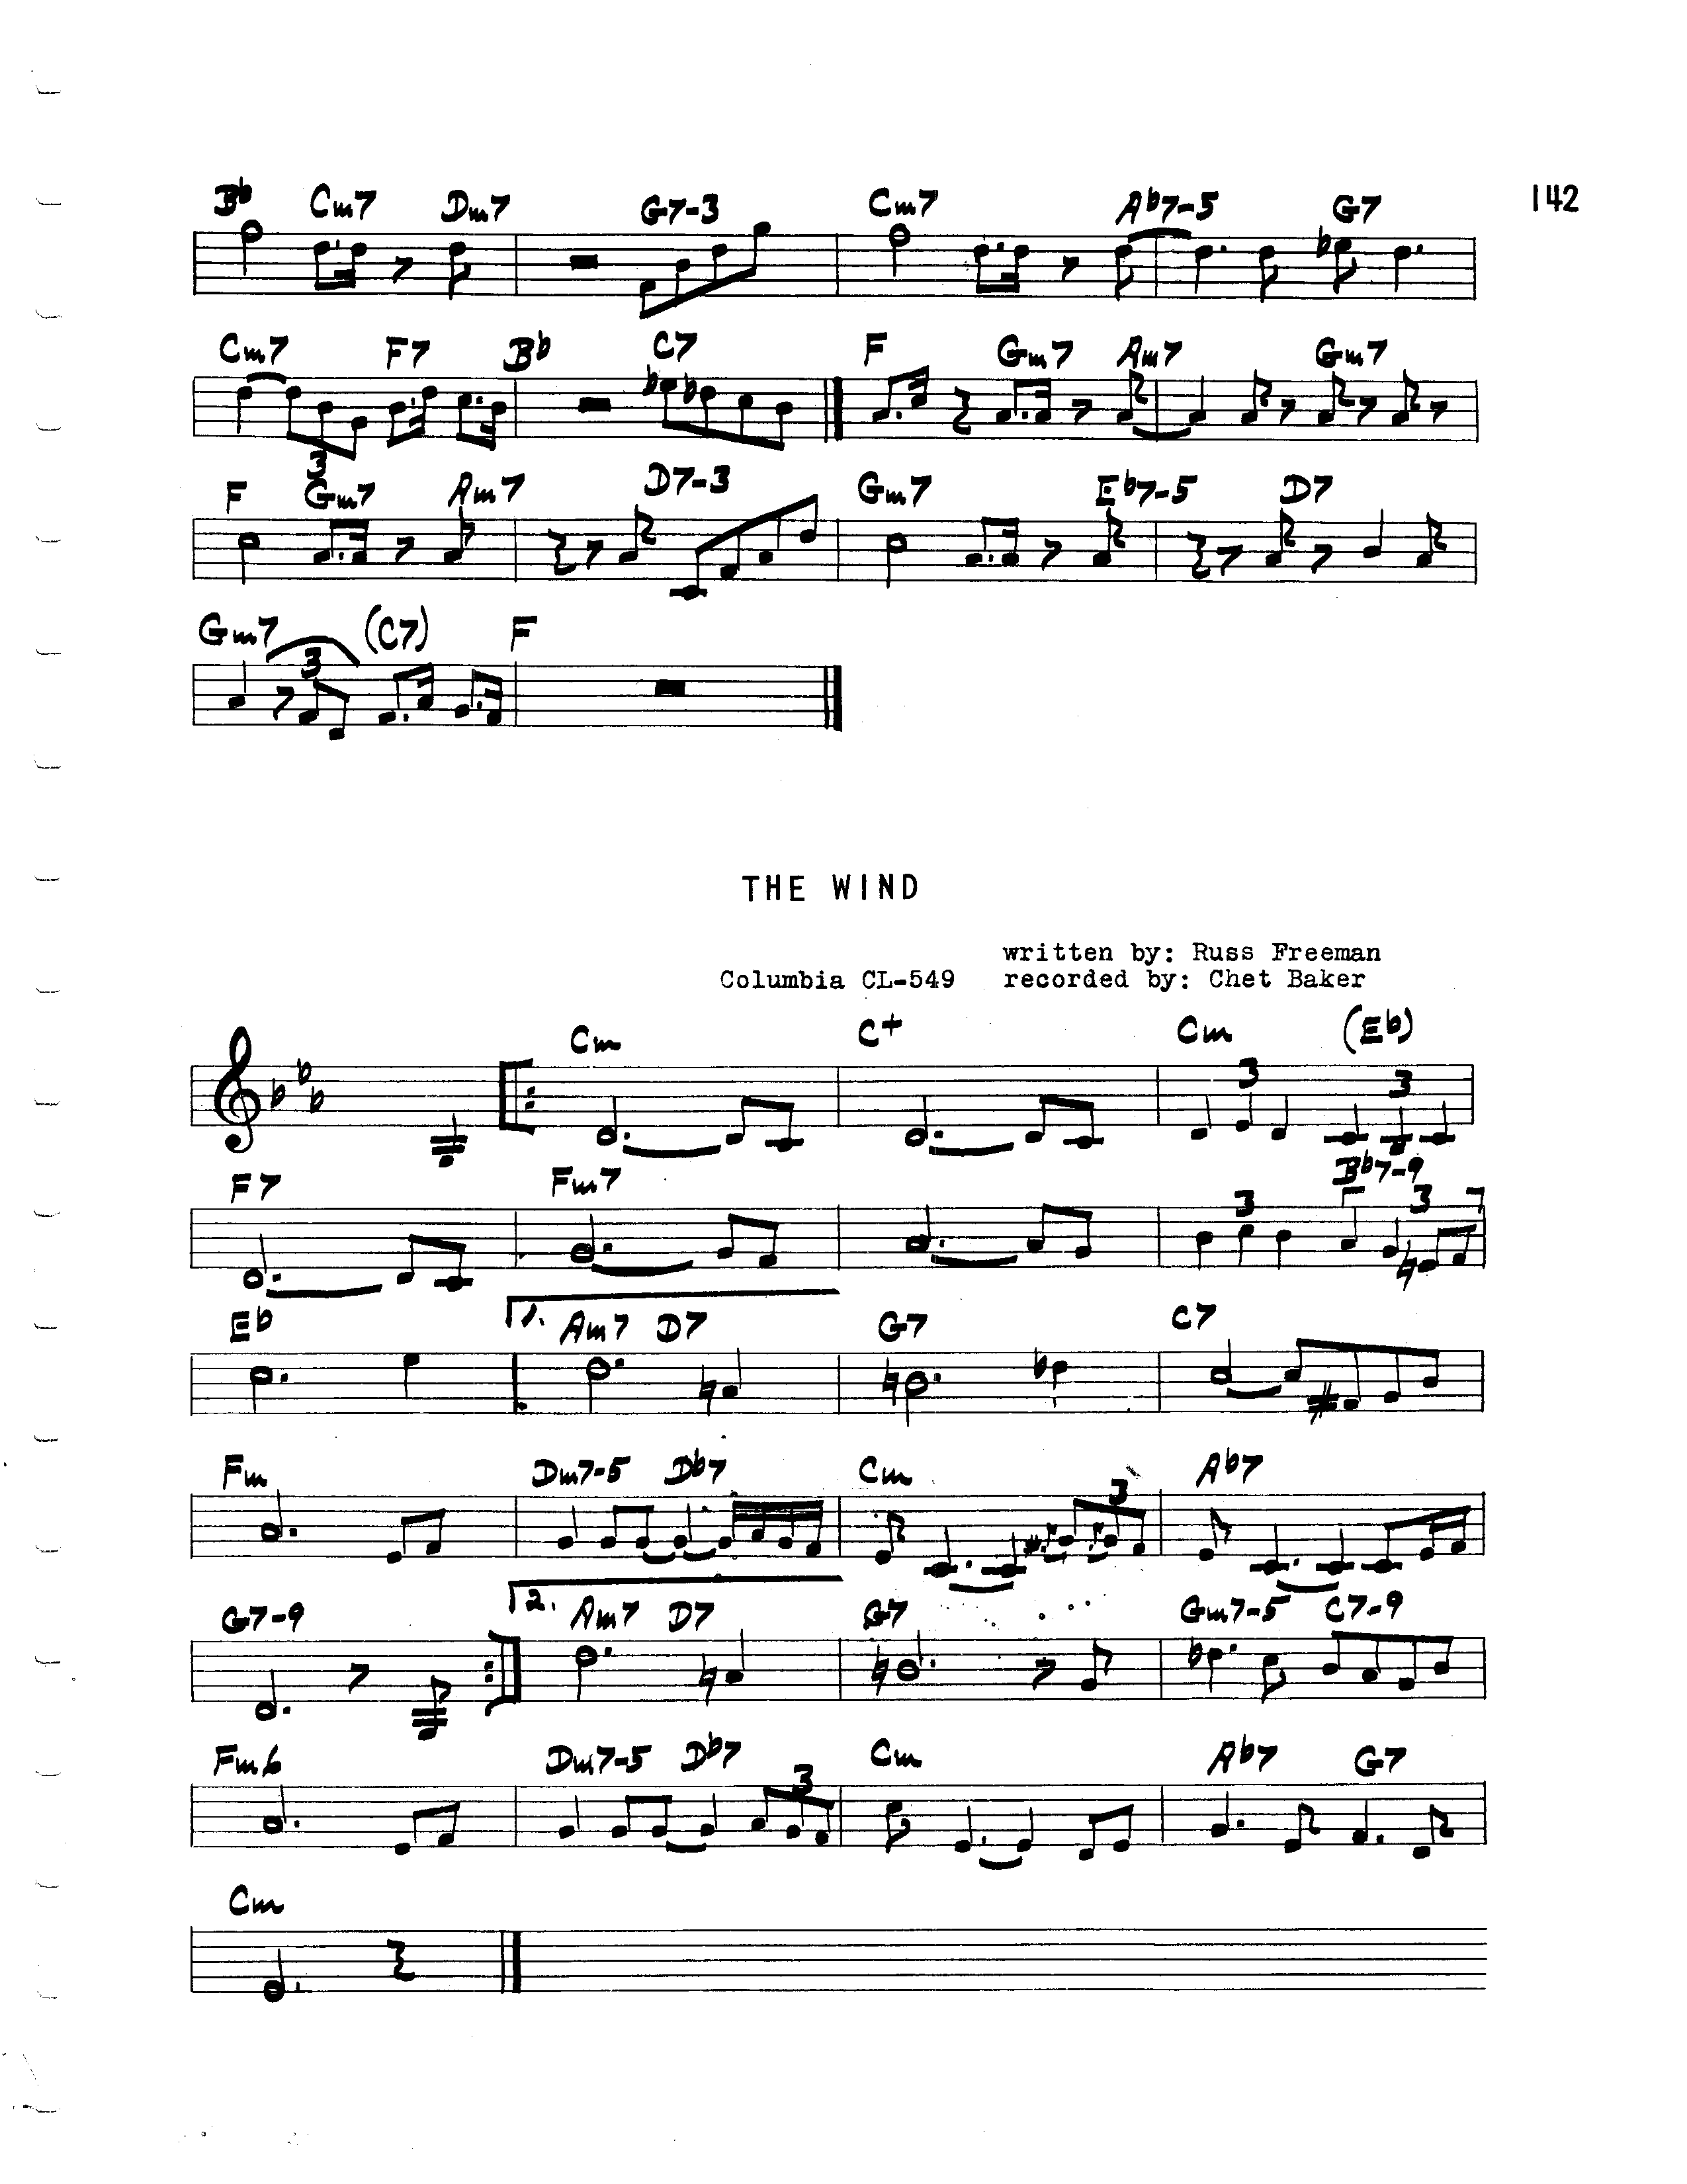 142
B♭ Cm7 Dm7 G7-3 Cm7 A♭7-5 G7
Cm7 F7 B♭ C7 F Gm7 Am7 Gm7
3
F Gm7 Am7 D7-3 Gm7 E♭7-5 D7
Gm7 (C7) F
3
THE WIND
written by: Russ Freeman
Columbia CL-549 recorded by: Chet Baker
Cm C+ Cm (E♭)
3 3
F7 Fm7 B♭7-9
3 3
E♭ 1. Am7 D7 G7 C7
Fm Dm7-5 D♭7 Cm 3 A♭7
G7-9 2. Am7 D7 G7 Gm7-5 C7-9
Fm6 Dm7-5 D♭7 3 Cm A♭7 G7
Cm